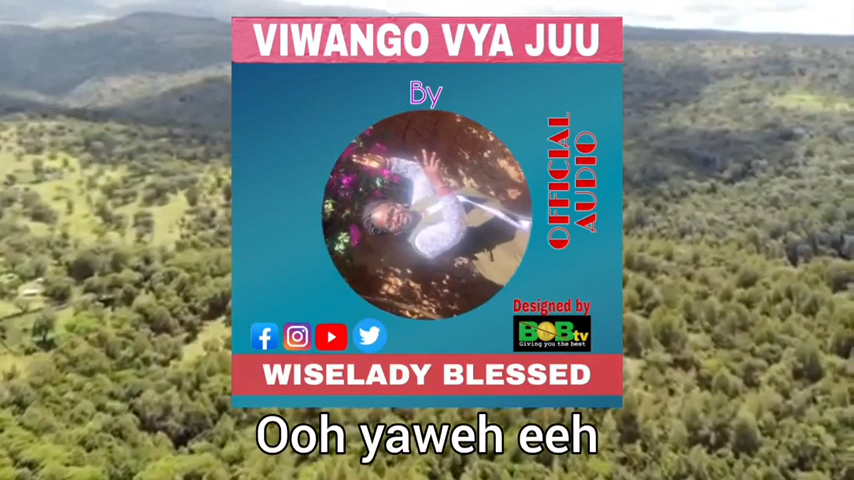 VIWANGO VYA JUU
By
OFFICIAL
AUDIO
Designed by
BOBtv
Giving you the best
WISELADY BLESSED
Ooh yaweh eeh